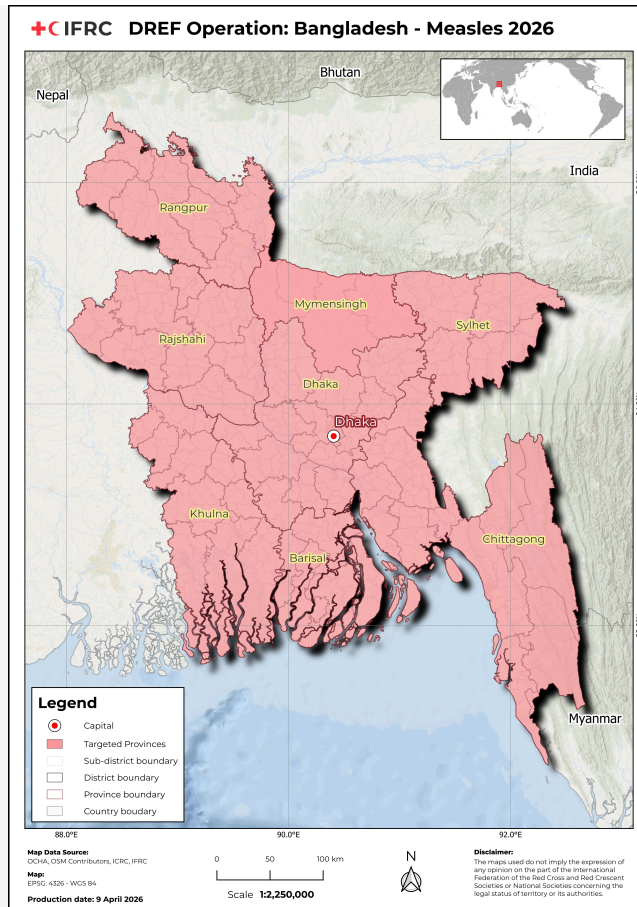 IFRC DREF Operation: Bangladesh - Measles 2026
Bhutan
Nepal
India
Rangpur
Mymensingh
Sylhet
Rajshahi
Dhaka
Dhaka
Khulna
Barisal
Chittagong
Myanmar
Legend
Capital
Targeted Provinces
Sub-district boundary
District boundary
Province boundary
Country boudary
88.0°E 90.0°E 92.0°E
Map Data Source:
OCHA, OSM Contributors, ICRC, IFRC
Map:
EPSG: 4326 - WGS 84
Production date: 9 April 2026
0 50 100 km
Scale 1:2,250,000
N
Disclaimer:
The maps used do not imply the expression of
any opinion on the part of the International
Federation of the Red Cross and Red Crescent
Societies or National Societies concerning the
legal status of territory or its authorities.